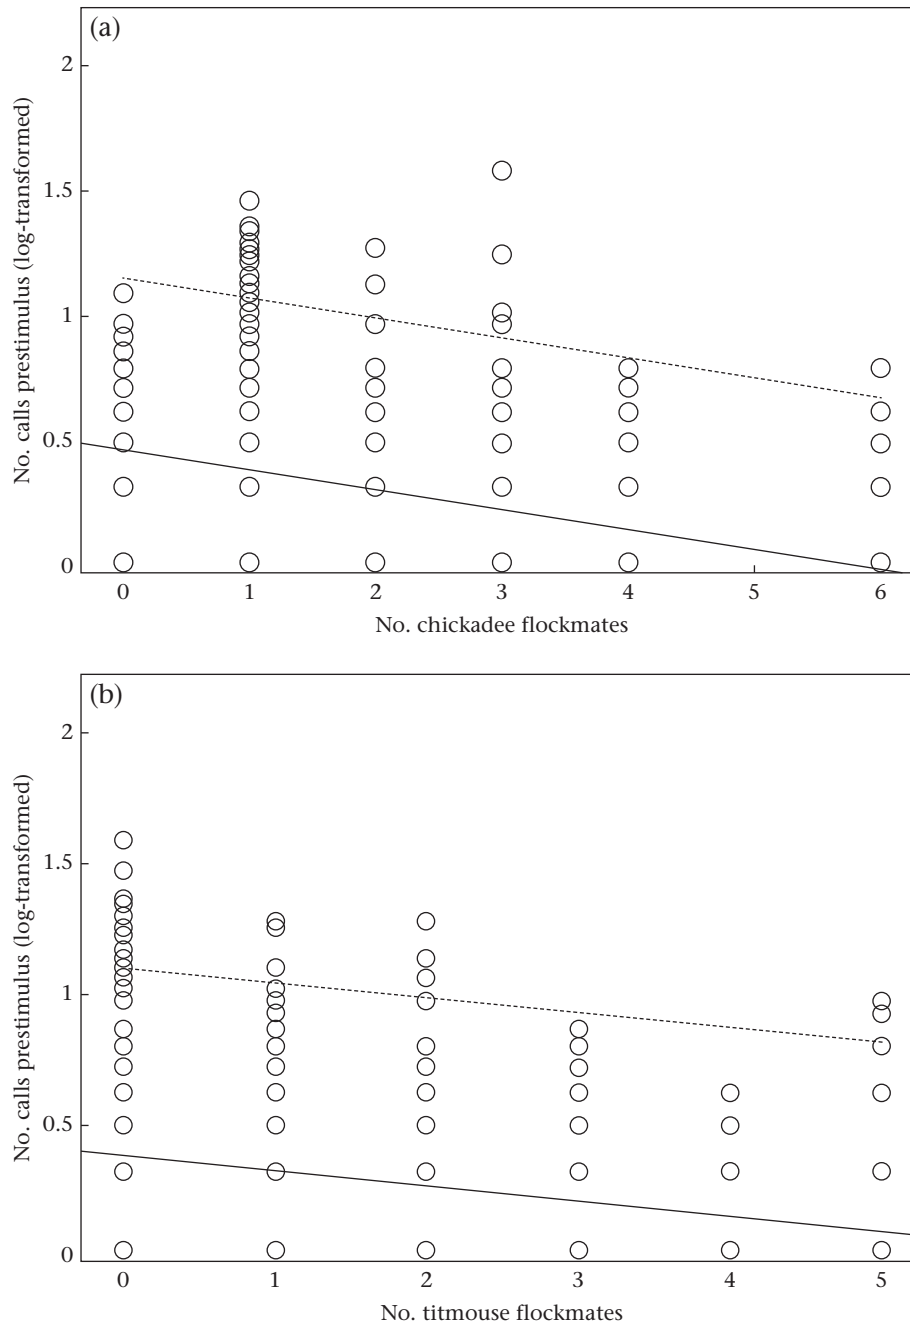 (a)
2
1.5
1
0.5
0
No. calls prestimulus (log-transformed)
0 1 2 3 4 5 6
No. chickadee flockmates
(b)
2
1.5
1
0.5
0
No. calls prestimulus (log-transformed)
0 1 2 3 4 5
No. titmouse flockmates